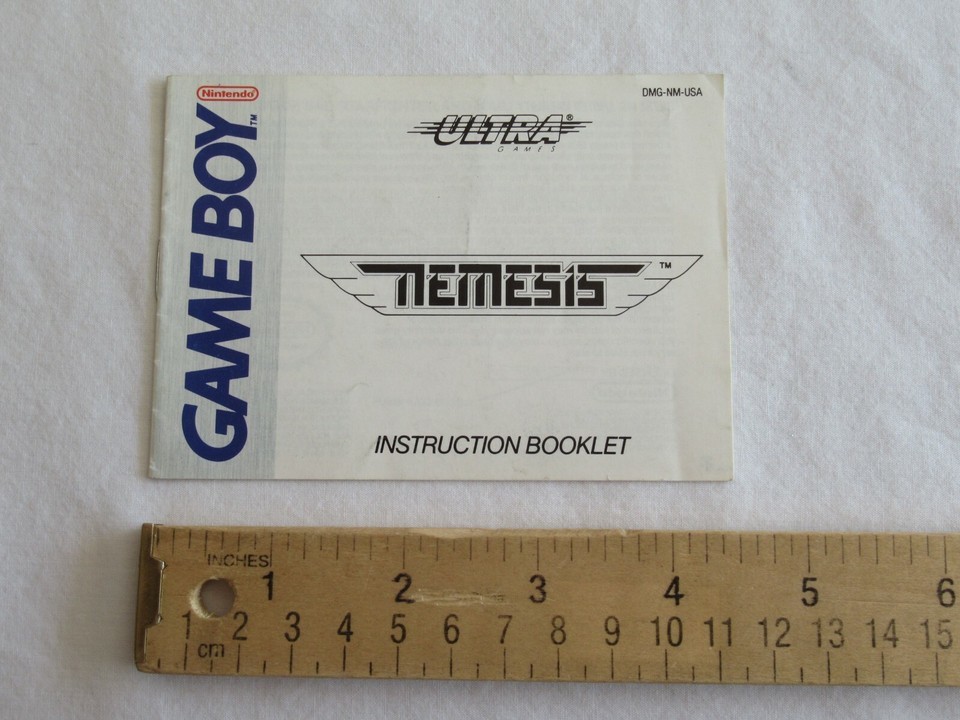 Nintendo
GAME BOY™
DMG-NM-USA
ULTRA®
GAMES
NEMESIS™
INSTRUCTION BOOKLET
INCHES
1 2 3 4 5 6
1 2 3 4 5 6 7 8 9 10 11 12 13 14 15
cm